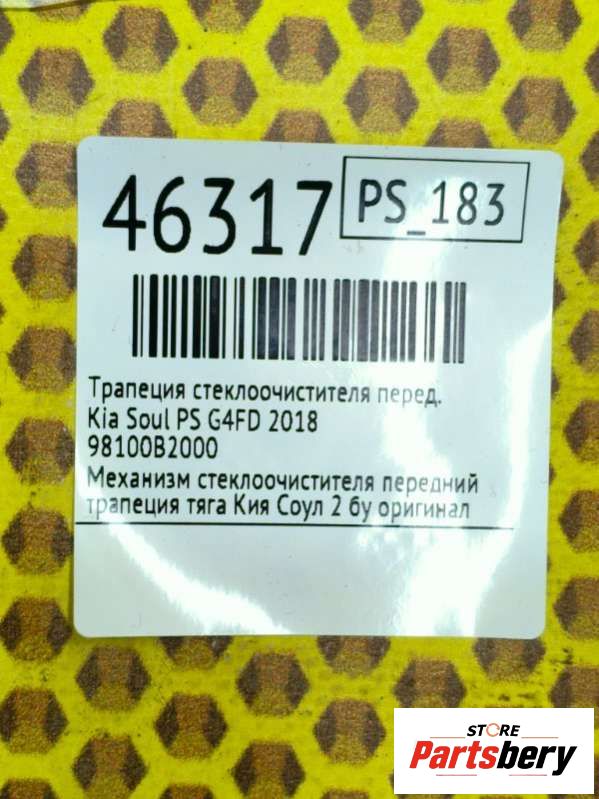 46317
PS_183
Трапеция стеклоочистителя перед.
Kia Soul PS G4FD 2018
98100B2000
Механизм стеклоочистителя передний
трапеция тяга Кия Соул 2 бу оригинал
STORE
Partsbery